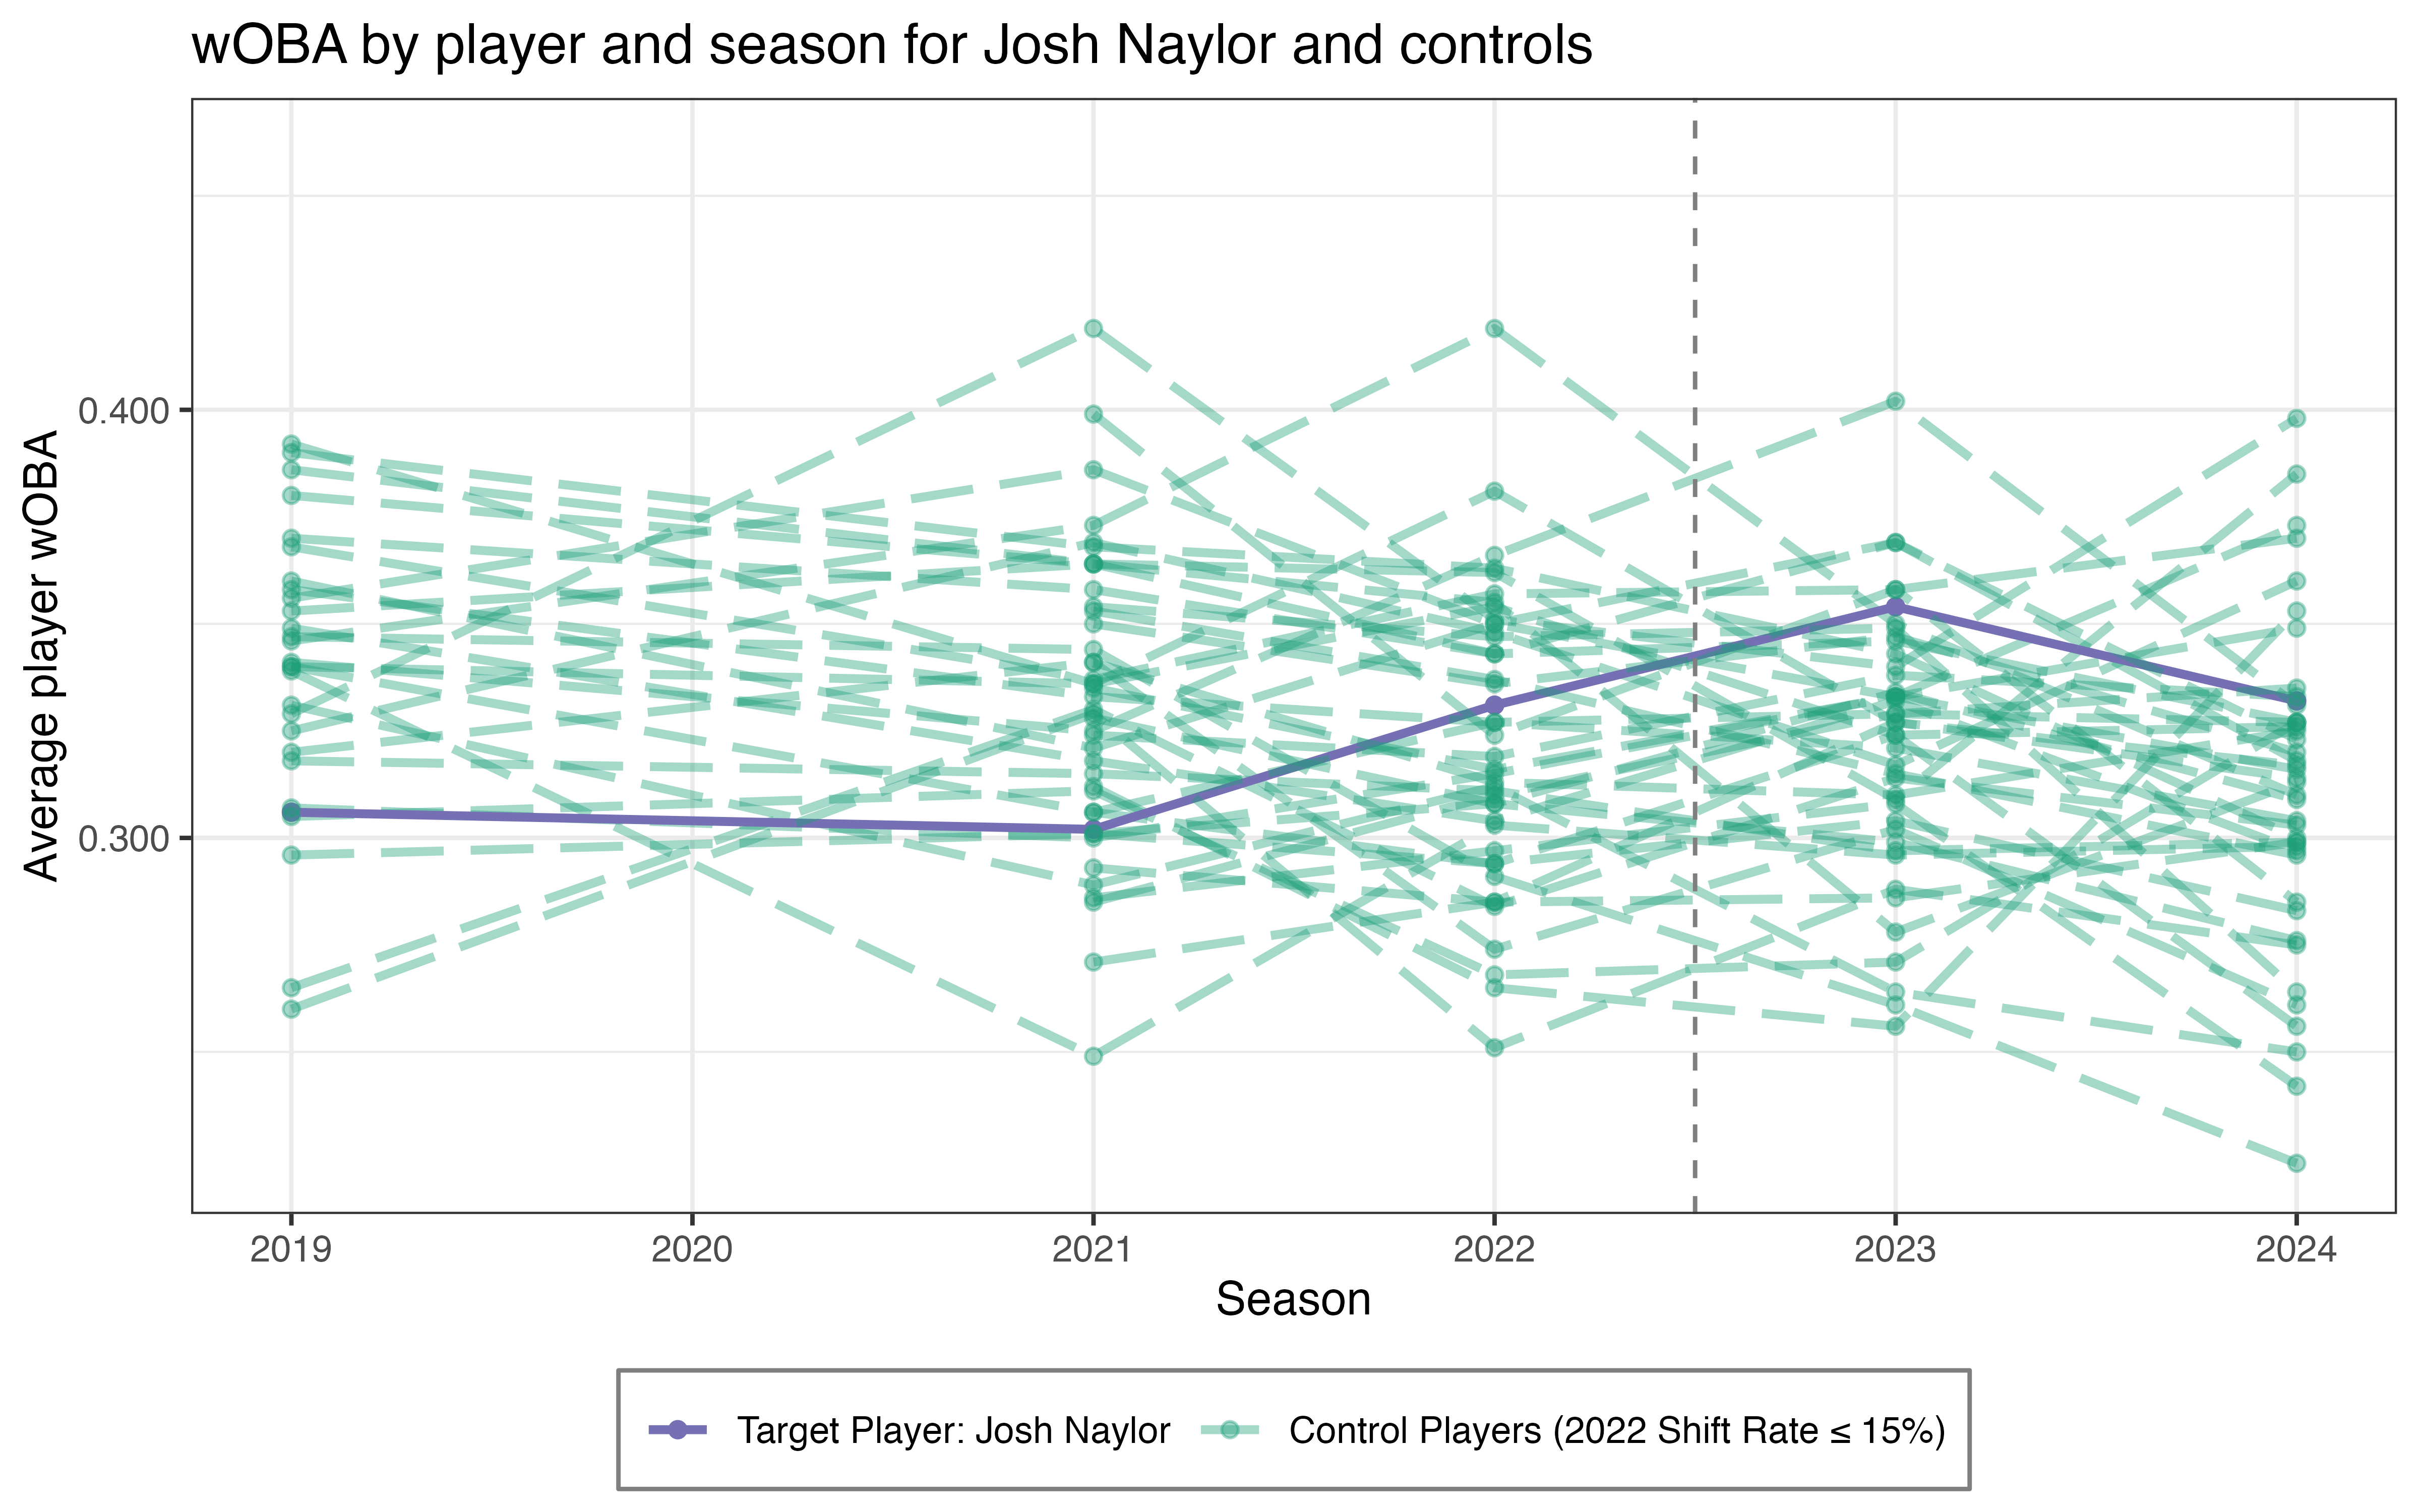 wOBA by player and season for Josh Naylor and controls
Average player wOBA
0.400
0.300
2019 2020 2021 2022 2023 2024
Season
Target Player: Josh Naylor Control Players (2022 Shift Rate ≤ 15%)